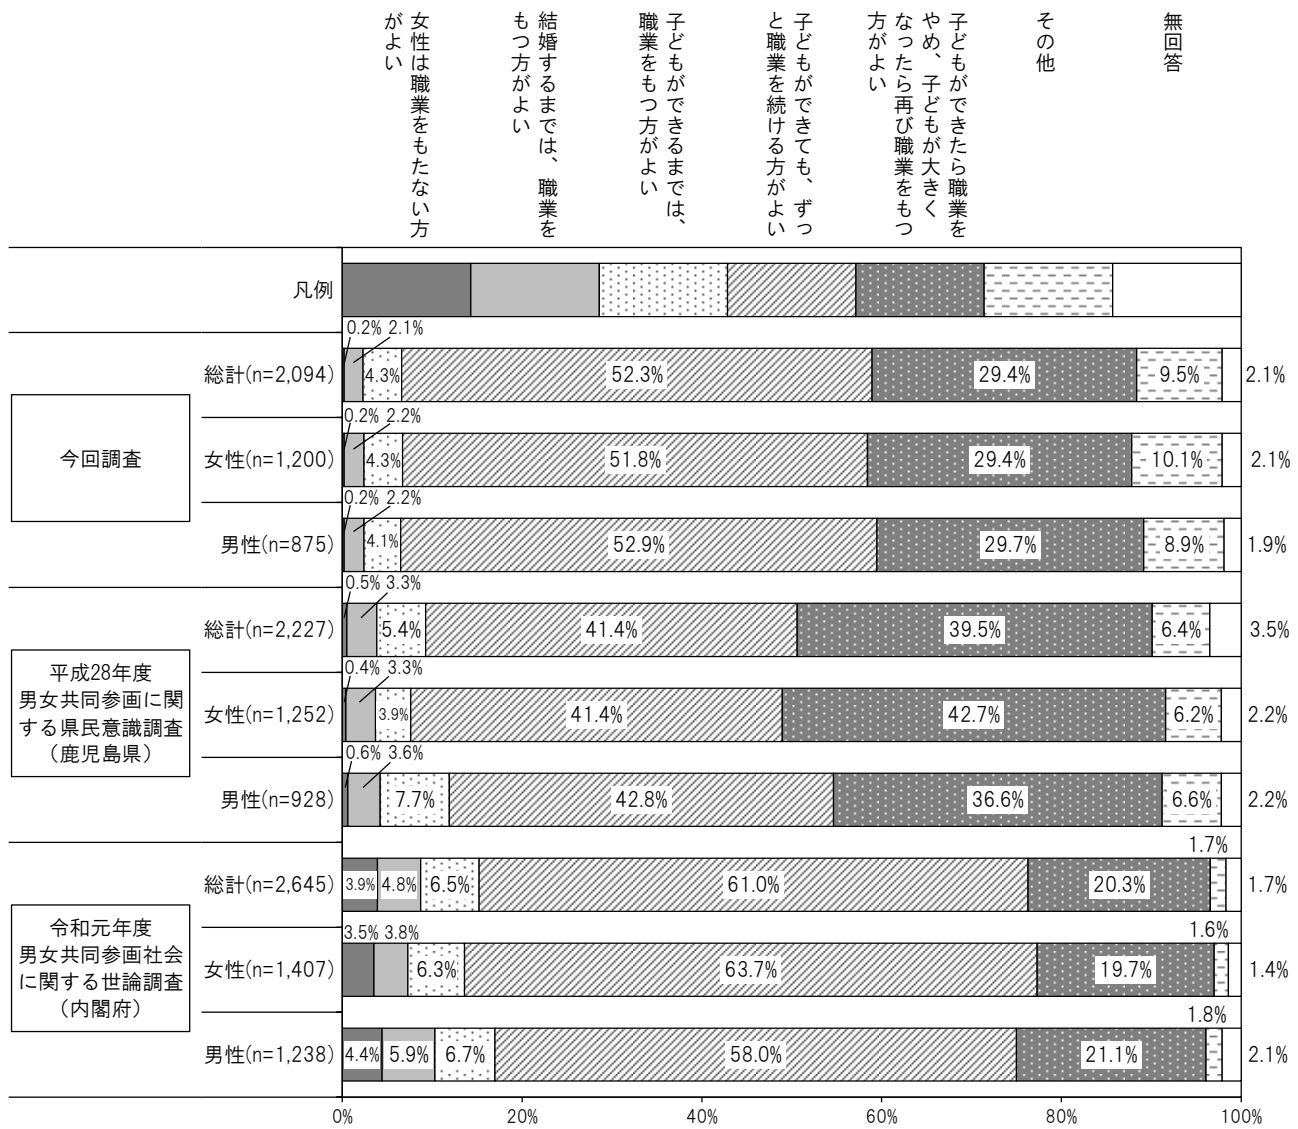 女性は職業をもたない方
がよい
結婚するまでは、職業を
もつ方がよい
子どもができるまでは、
職業をもつ方がよい
子どもができても、ずっ
と職業を続ける方がよい
子どもができたら職業を
やめ、子どもが大きく
なったら再び職業をもつ
方がよい
その他
無回答
凡例
今回調査
総計(n=2,094)
0.2% 2.1%
4.3%
52.3%
29.4%
9.5%
2.1%
女性(n=1,200)
0.2% 2.2%
4.3%
51.8%
29.4%
10.1%
2.1%
男性(n=875)
0.2% 2.2%
4.1%
52.9%
29.7%
8.9%
1.9%
平成28年度
男女共同参画に関
する県民意識調査
（鹿児島県）
総計(n=2,227)
0.5% 3.3%
5.4%
41.4%
39.5%
6.4%
3.5%
女性(n=1,252)
0.4% 3.3%
3.9%
41.4%
42.7%
6.2%
2.2%
男性(n=928)
0.6% 3.6%
7.7%
42.8%
36.6%
6.6%
2.2%
令和元年度
男女共同参画社会
に関する世論調査
（内閣府）
総計(n=2,645)
3.9%
4.8%
6.5%
61.0%
20.3%
1.7%
1.7%
女性(n=1,407)
3.5% 3.8%
6.3%
63.7%
19.7%
1.6%
1.4%
男性(n=1,238)
4.4%
5.9%
6.7%
58.0%
21.1%
1.8%
2.1%
0%
20%
40%
60%
80%
100%